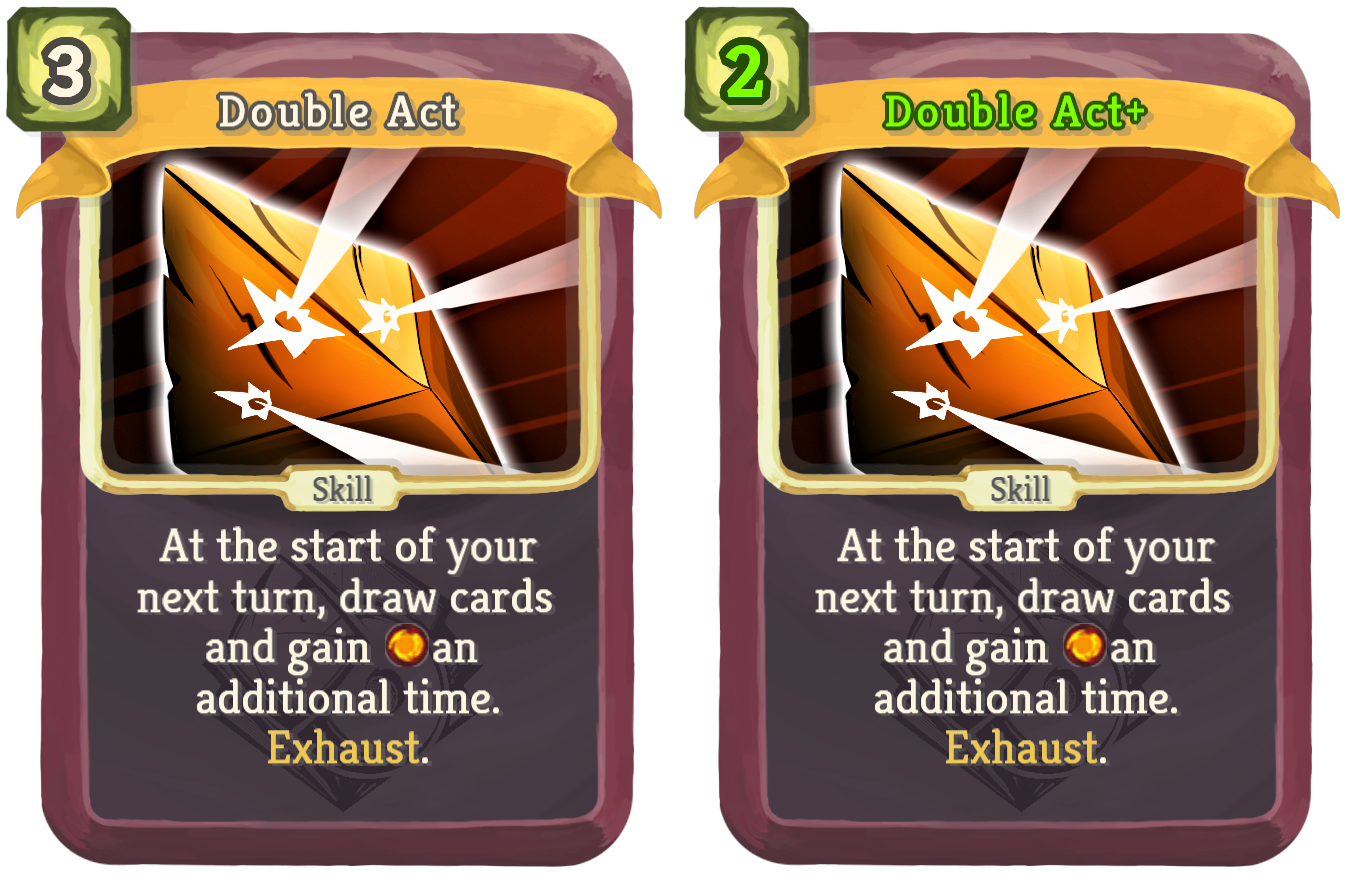 3
Double Act
Skill
At the start of your
next turn, draw cards
and gain an
additional time.
Exhaust.
2
Double Act+
Skill
At the start of your
next turn, draw cards
and gain an
additional time.
Exhaust.